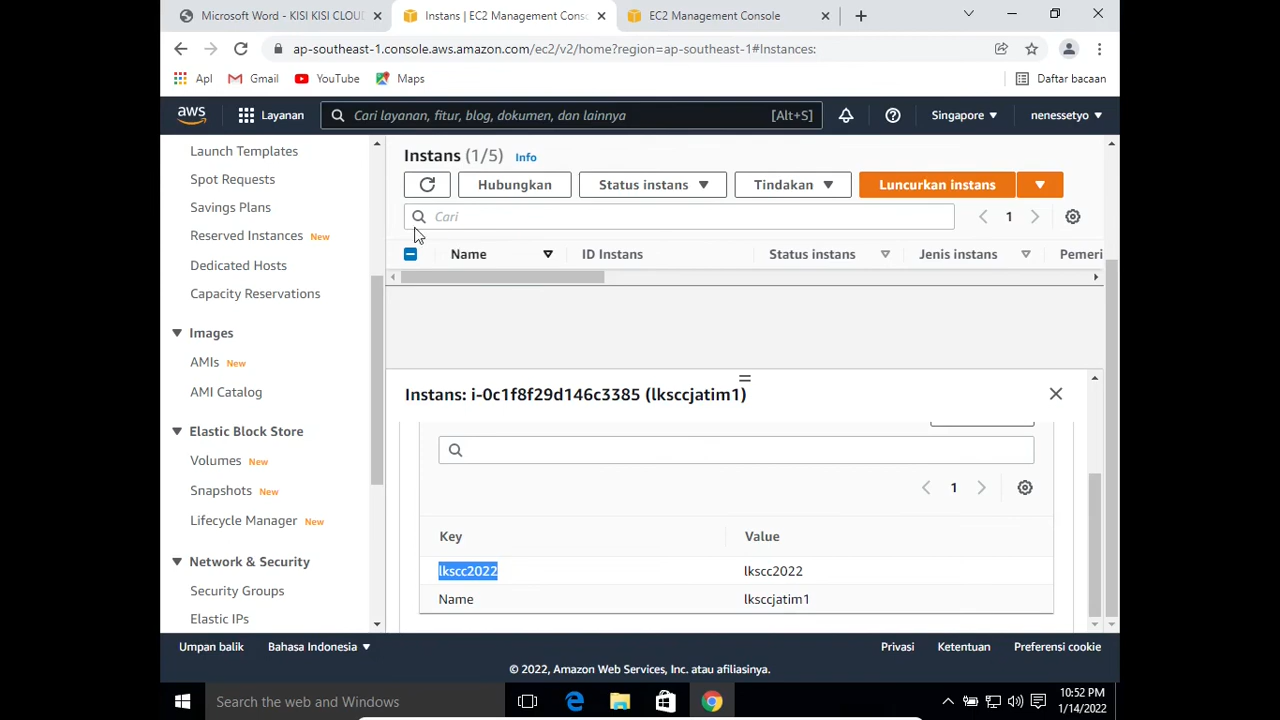 Microsoft Word - KISI KISI CLOUD
Instans | EC2 Management Conso
EC2 Management Console
ap-southeast-1.console.aws.amazon.com/ec2/v2/home?region=ap-southeast-1#Instances:
Apl
Gmail
YouTube
Maps
Daftar bacaan
aws
Layanan
Cari layanan, fitur, blog, dokumen, dan lainnya
[Alt+S]
Singapore
nenessetyo
Launch Templates
Spot Requests
Savings Plans
Reserved Instances New
Dedicated Hosts
Capacity Reservations
Images
AMIs New
AMI Catalog
Elastic Block Store
Volumes New
Snapshots New
Lifecycle Manager New
Network & Security
Security Groups
Elastic IPs
Instans (1/5) Info
Hubungkan
Status instans
Tindakan
Luncurkan instans
Cari
1
Name
ID Instans
Status instans
Jenis instans
Pemeri
Instans: i-0c1f8f29d146c3385 (lksccjatim1)
1
Key Value
lkscc2022 lkscc2022
Name lksccjatim1
Umpan balik
Bahasa Indonesia
Privasi
Ketentuan
Preferensi cookie
© 2022, Amazon Web Services, Inc. atau afiliasinya.
Search the web and Windows
10:52 PM
1/14/2022